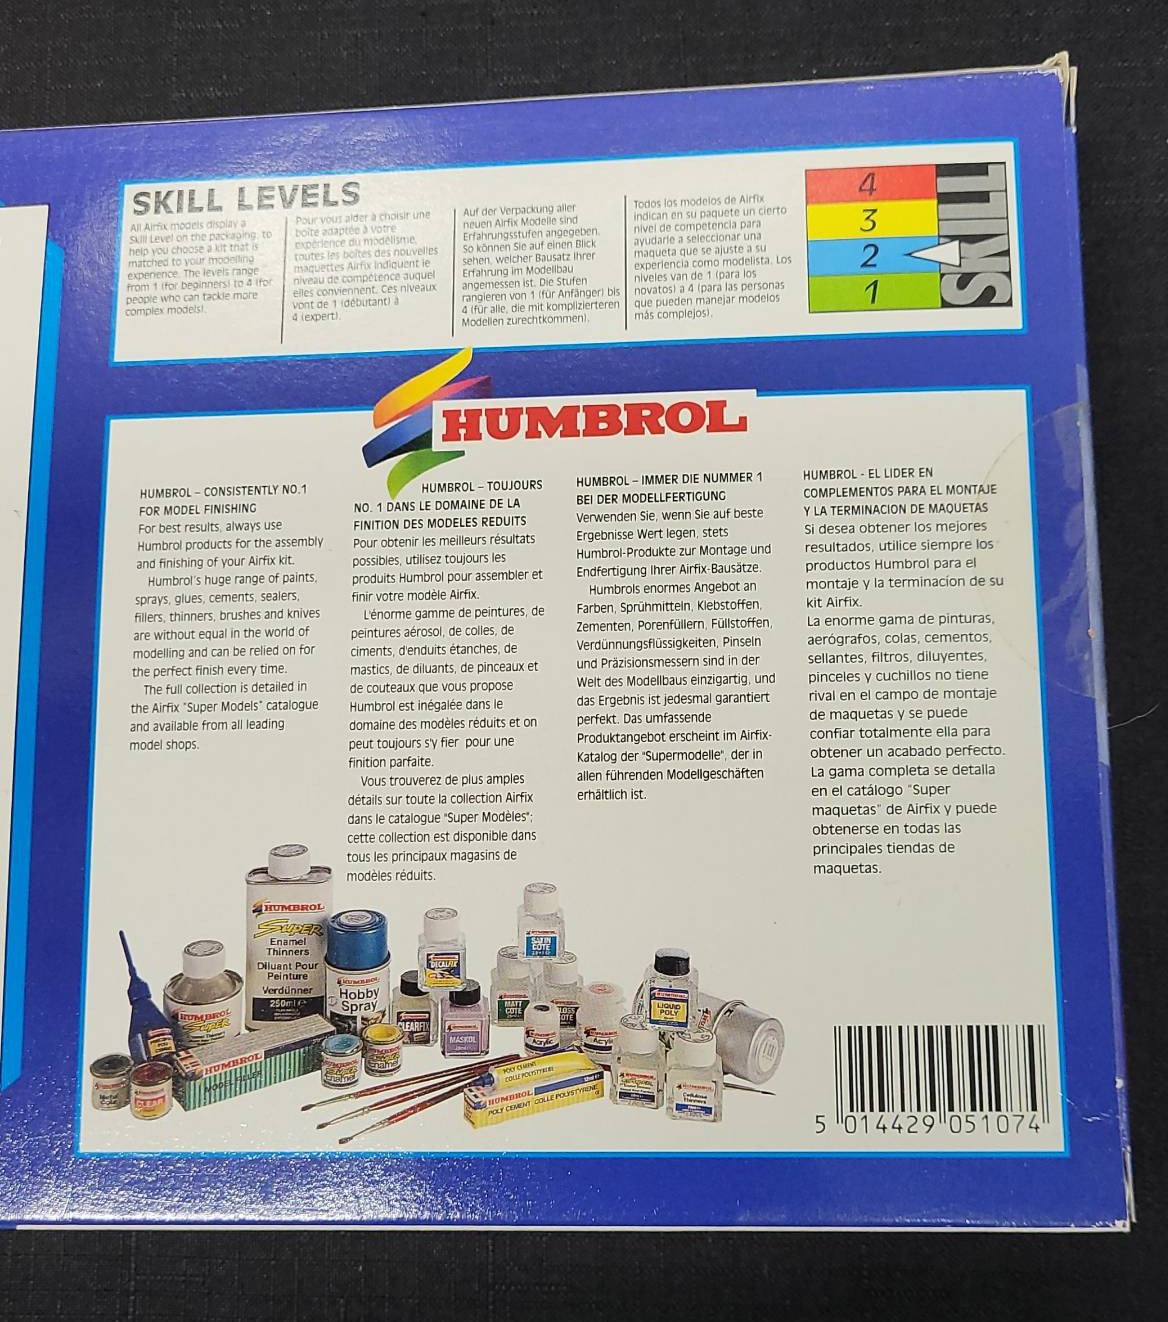 SKILL LEVELS
All Airfix models display a
Skill Level on the packaging, to
help you choose a kit that is
matched to your modelling
experience. The levels range
from 1 (for beginners) to 4 (for
people who can tackle more
complex models).
Pour vous aider à choisir une
boîte adaptée à votre
expérience du modélisme,
toutes les boîtes des nouvelles
maquettes Airfix indiquent le
niveau de compétence auquel
elles conviennent. Ces niveaux
vont de 1 (débutant) à
4 (expert).
Auf der Verpackung aller
neuen Airfix Modelle sind
Erfahrungsstufen angegeben.
So können Sie auf einen Blick
sehen, welcher Bausatz Ihrer
Erfahrung im Modellbau
angemessen ist. Die Stufen
rangieren von 1 (für Anfänger) bis
4 (für alle, die mit komplizierteren
Modellen zurechtkommen).
Todos los modelos de Airfix
indican en su paquete un cierto
nivel de competencia para
ayudarle a seleccionar una
maqueta que se ajuste a su
experiencia como modelista. Los
niveles van de 1 (para los
novatos) a 4 (para las personas
que pueden manejar modelos
más complejos).
4
3
2
1
SKILL
HUMBROL
HUMBROL – CONSISTENTLY NO.1
FOR MODEL FINISHING
For best results, always use
Humbrol products for the assembly
and finishing of your Airfix kit.
Humbrol's huge range of paints,
sprays, glues, cements, sealers,
fillers, thinners, brushes and knives
are without equal in the world of
modelling and can be relied on for
the perfect finish every time.
The full collection is detailed in
the Airfix "Super Models" catalogue
and available from all leading
model shops.
HUMBROL – TOUJOURS
NO. 1 DANS LE DOMAINE DE LA
FINITION DES MODELES REDUITS
Pour obtenir les meilleurs résultats
possibles, utilisez toujours les
produits Humbrol pour assembler et
finir votre modèle Airfix.
L'énorme gamme de peintures, de
peintures aérosol, de colles, de
ciments, d'enduits étanches, de
mastics, de diluants, de pinceaux et
de couteaux que vous propose
Humbrol est inégalée dans le
domaine des modèles réduits et on
peut toujours s'y fier pour une
finition parfaite.
Vous trouverez de plus amples
détails sur toute la collection Airfix
dans le catalogue "Super Modèles";
cette collection est disponible dans
tous les principaux magasins de
modèles réduits.
HUMBROL – IMMER DIE NUMMER 1
BEI DER MODELLFERTIGUNG
Verwenden Sie, wenn Sie auf beste
Ergebnisse Wert legen, stets
Humbrol-Produkte zur Montage und
Endfertigung Ihrer Airfix-Bausätze.
Humbrols enormes Angebot an
Farben, Sprühmitteln, Klebstoffen,
Zementen, Porenfüllern, Füllstoffen,
Verdünnungsflüssigkeiten, Pinseln
und Präzisionsmessern sind in der
Welt des Modellbaus einzigartig, und
das Ergebnis ist jedesmal garantiert
perfekt. Das umfassende
Produktangebot erscheint im Airfix-
Katalog der "Supermodelle", der in
allen führenden Modellgeschäften
erhältlich ist.
HUMBROL - EL LIDER EN
COMPLEMENTOS PARA EL MONTAJE
Y LA TERMINACION DE MAQUETAS
Si desea obtener los mejores
resultados, utilice siempre los
productos Humbrol para el
montaje y la terminacíon de su
kit Airfix.
La enorme gama de pinturas,
aerógrafos, colas, cementos,
sellantes, filtros, diluyentes,
pinceles y cuchillos no tiene
rival en el campo de montaje
de maquetas y se puede
confiar totalmente ella para
obtener un acabado perfecto.
La gama completa se detalla
en el catálogo "Super
maquetas" de Airfix y puede
obtenerse en todas las
principales tiendas de
maquetas.
HUMBROL
SUPER
Enamel
Thinners
Diluant Pour
Peinture
Verdünner
250ml e
HUMBROL
SUPER
HUMBROL
Hobby
Spray
DECALFIX
SATIN
COTE
MATT
COTE
CLEARFIX
MASKOL
Acrylic
LIQUID
POLY
HUMBROL
MODEL FILLER
Metal
Cote
CLEAR
POLY CEMENT
COLLE POLYSTYRENE
HUMBROL
POLY CEMENT COLLE POLYSTYRENE
Cellulose
Thinners
5 014429 051074